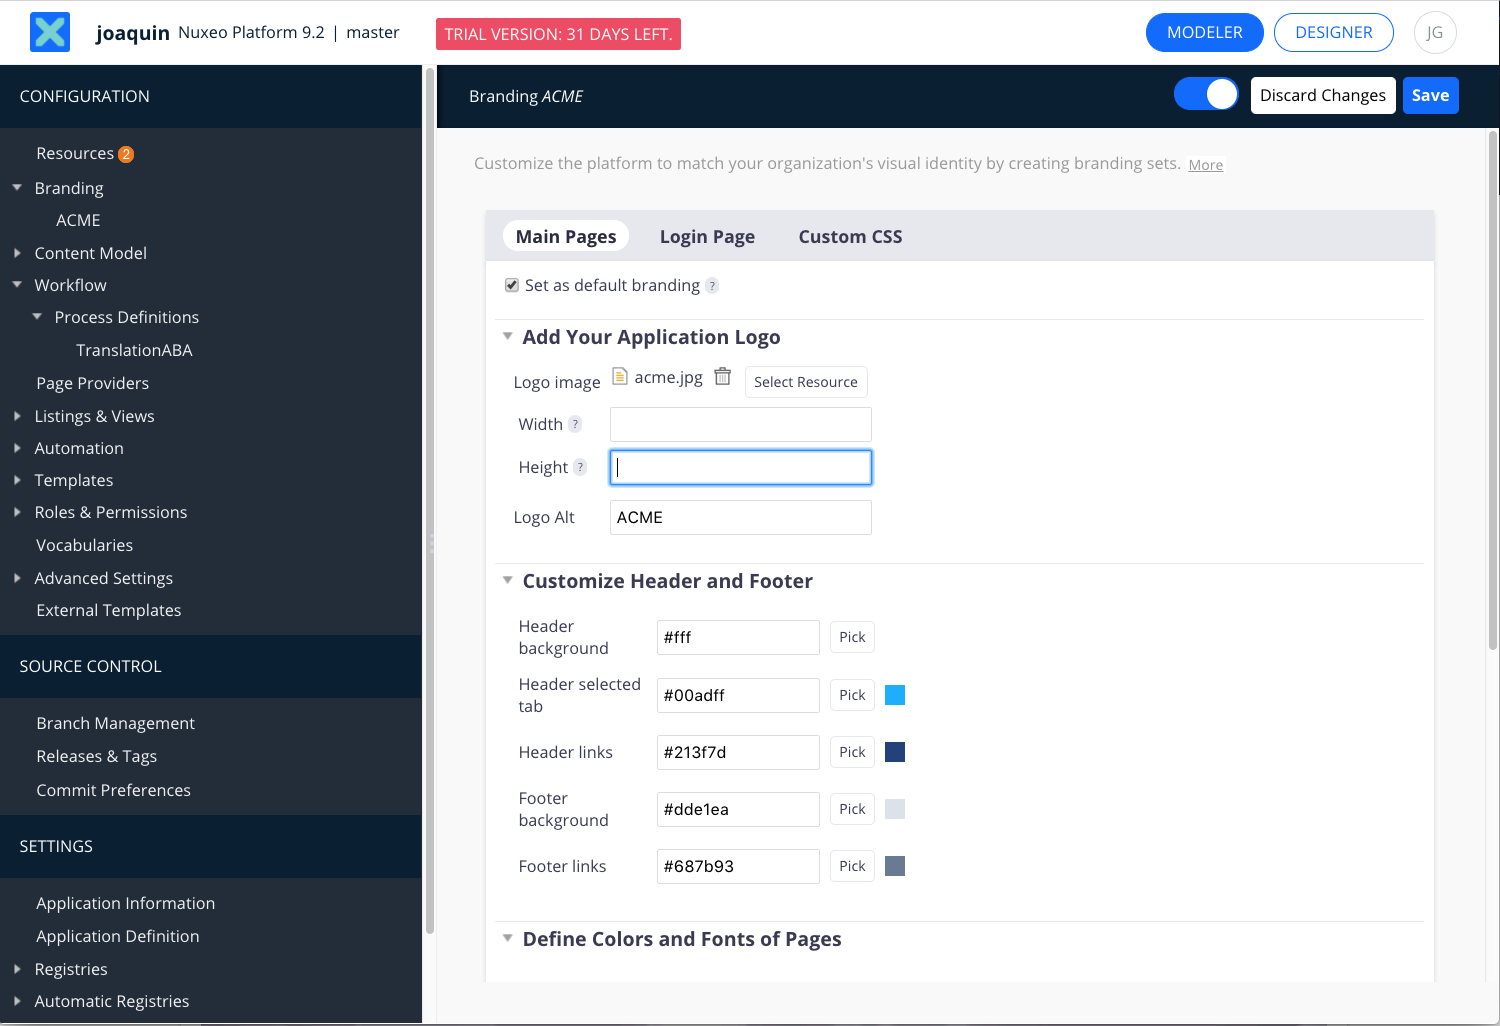 joaquin Nuxeo Platform 9.2 | master
TRIAL VERSION: 31 DAYS LEFT.
MODELER
DESIGNER
JG
CONFIGURATION
Resources 2
Branding
ACME
Content Model
Workflow
Process Definitions
TranslationABA
Page Providers
Listings & Views
Automation
Templates
Roles & Permissions
Vocabularies
Advanced Settings
External Templates
SOURCE CONTROL
Branch Management
Releases & Tags
Commit Preferences
SETTINGS
Application Information
Application Definition
Registries
Automatic Registries
Branding ACME
Discard Changes
Save
Customize the platform to match your organization's visual identity by creating branding sets. More
Main Pages
Login Page
Custom CSS
Set as default branding ?
Add Your Application Logo
Logo image acme.jpg Select Resource
Width ?
Height ?
Logo Alt ACME
Customize Header and Footer
Header
background
#fff Pick
Header selected
tab
#00adff Pick
Header links #213f7d Pick
Footer
background
#dde1ea Pick
Footer links #687b93 Pick
Define Colors and Fonts of Pages